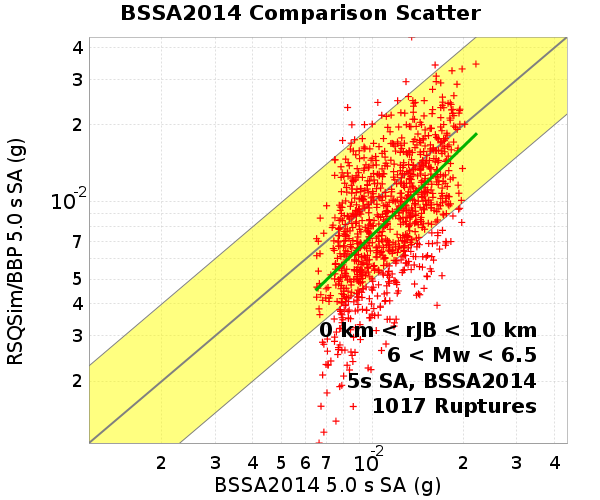 BSSA2014 Comparison Scatter
RSQSim/BBP 5.0 s SA (g)
4
3
2
10-2
7
5
4
3
2
0 km < rJB < 10 km
6 < Mw < 6.5
5s SA, BSSA2014
1017 Ruptures
2 3 4 5 6 7 10-2 2 3 4
BSSA2014 5.0 s SA (g)